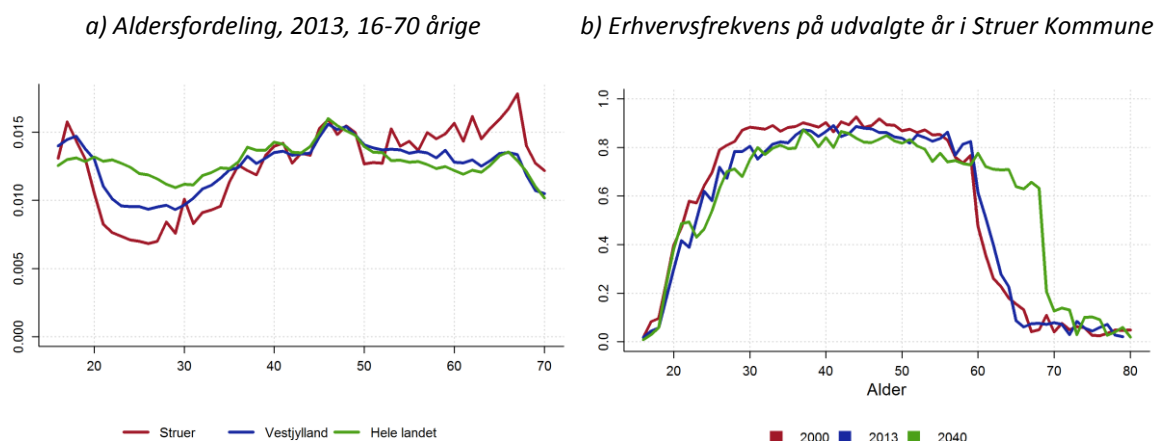 a) Aldersfordeling, 2013, 16-70 årige
b) Erhvervsfrekvens på udvalgte år i Struer Kommune
0.015
0.010
0.005
0.000
20 30 40 50 60 70
Struer Vestjylland Hele landet
1.0
0.8
0.6
0.4
0.2
0.0
20 30 40 50 60 70 80
Alder
2000 2013 2040